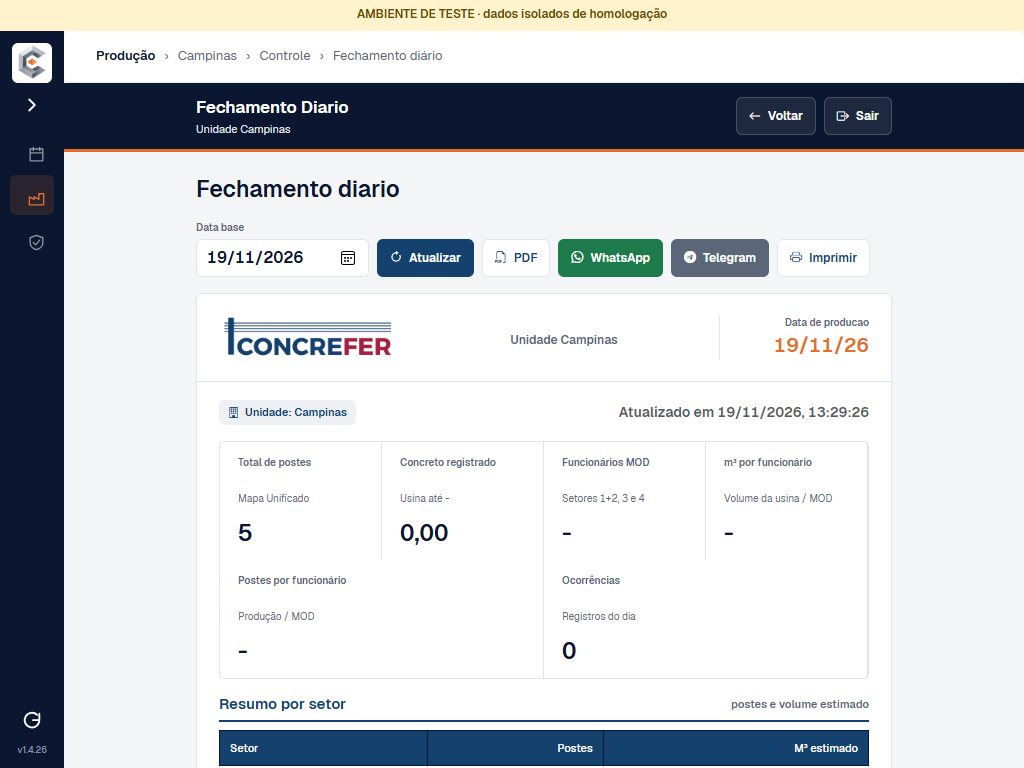 AMBIENTE DE TESTE · dados isolados de homologação
Produção › Campinas › Controle › Fechamento diário
Fechamento Diario
Unidade Campinas
Voltar
Sair
Fechamento diario
Data base
19/11/2026
Atualizar
PDF
WhatsApp
Telegram
Imprimir
CONCREFER
Unidade Campinas
Data de producao
19/11/26
Unidade: Campinas
Atualizado em 19/11/2026, 13:29:26
Total de postes
Mapa Unificado
5
Concreto registrado
Usina até -
0,00
Funcionários MOD
Setores 1+2, 3 e 4
-
m³ por funcionário
Volume da usina / MOD
-
Postes por funcionário
Produção / MOD
-
Ocorrências
Registros do dia
0
Resumo por setor
postes e volume estimado
Setor Postes M³ estimado
v1.4.26